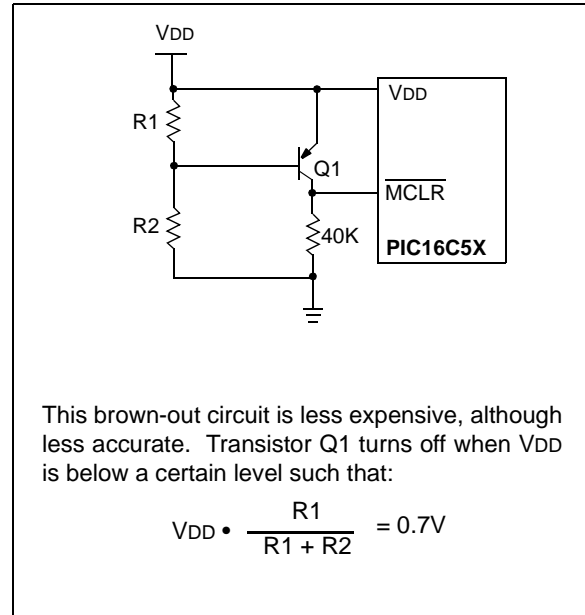 VDD
R1
VDD
Q1
MCLR
R2
40K
PIC16C5X
This brown-out circuit is less expensive, although
less accurate. Transistor Q1 turns off when VDD
is below a certain level such that:
VDD • R1 / R1 + R2 = 0.7V